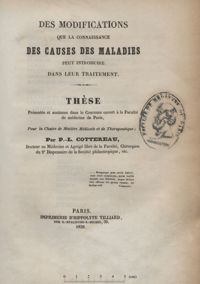 DES MODIFICATIONS
QUE LA CONNAISSANCE
DES CAUSES DES MALADIES
PEUT INTRODUIRE
DANS LEUR TRAITEMENT.
THÈSE
Présentée et soutenue dans le Concours ouvert à la Faculté
de médecine de Paris,
Pour la Chaire de Matière Médicale et de Thérapeutique;
Par P.-L. COTTEREAU,
Docteur en Médecine et Agrégé libre de la Faculté, Chirurgien
du 2e Dispensaire de la Société philantropique, etc.
PARIS.
IMPRIMERIE D'HIPPOLYTE TILLIARD,